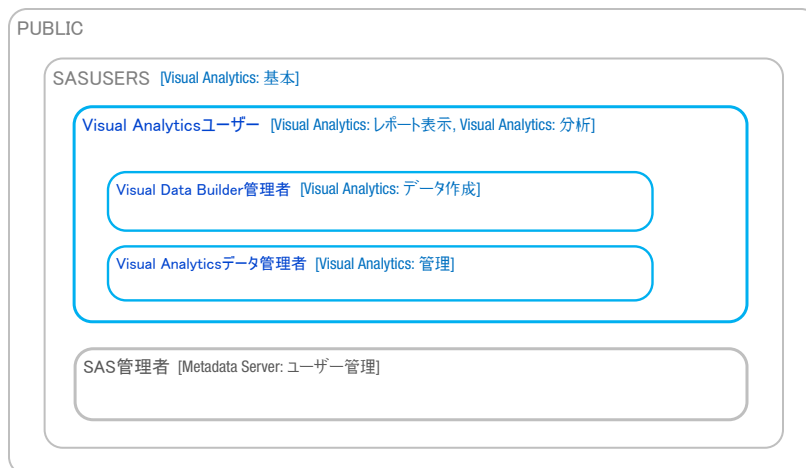 PUBLIC
SASUSERS [Visual Analytics: 基本]
Visual Analyticsユーザー [Visual Analytics: レポート表示, Visual Analytics: 分析]
Visual Data Builder管理者 [Visual Analytics: データ作成]
Visual Analyticsデータ管理者 [Visual Analytics: 管理]
SAS管理者 [Metadata Server: ユーザー管理]